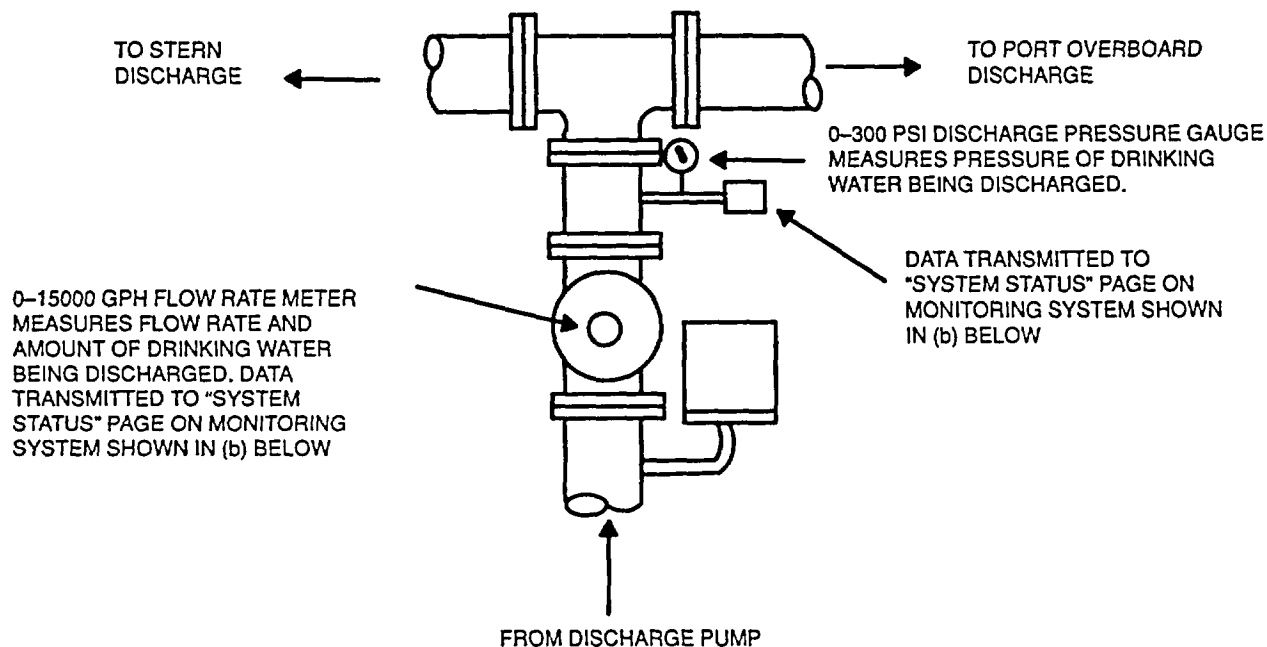 TO STERN
DISCHARGE
TO PORT OVERBOARD
DISCHARGE
0–300 PSI DISCHARGE PRESSURE GAUGE
MEASURES PRESSURE OF DRINKING
WATER BEING DISCHARGED.
DATA TRANSMITTED TO
"SYSTEM STATUS" PAGE ON
MONITORING SYSTEM SHOWN
IN (b) BELOW
0–15000 GPH FLOW RATE METER
MEASURES FLOW RATE AND
AMOUNT OF DRINKING WATER
BEING DISCHARGED. DATA
TRANSMITTED TO "SYSTEM
STATUS" PAGE ON MONITORING
SYSTEM SHOWN IN (b) BELOW
FROM DISCHARGE PUMP